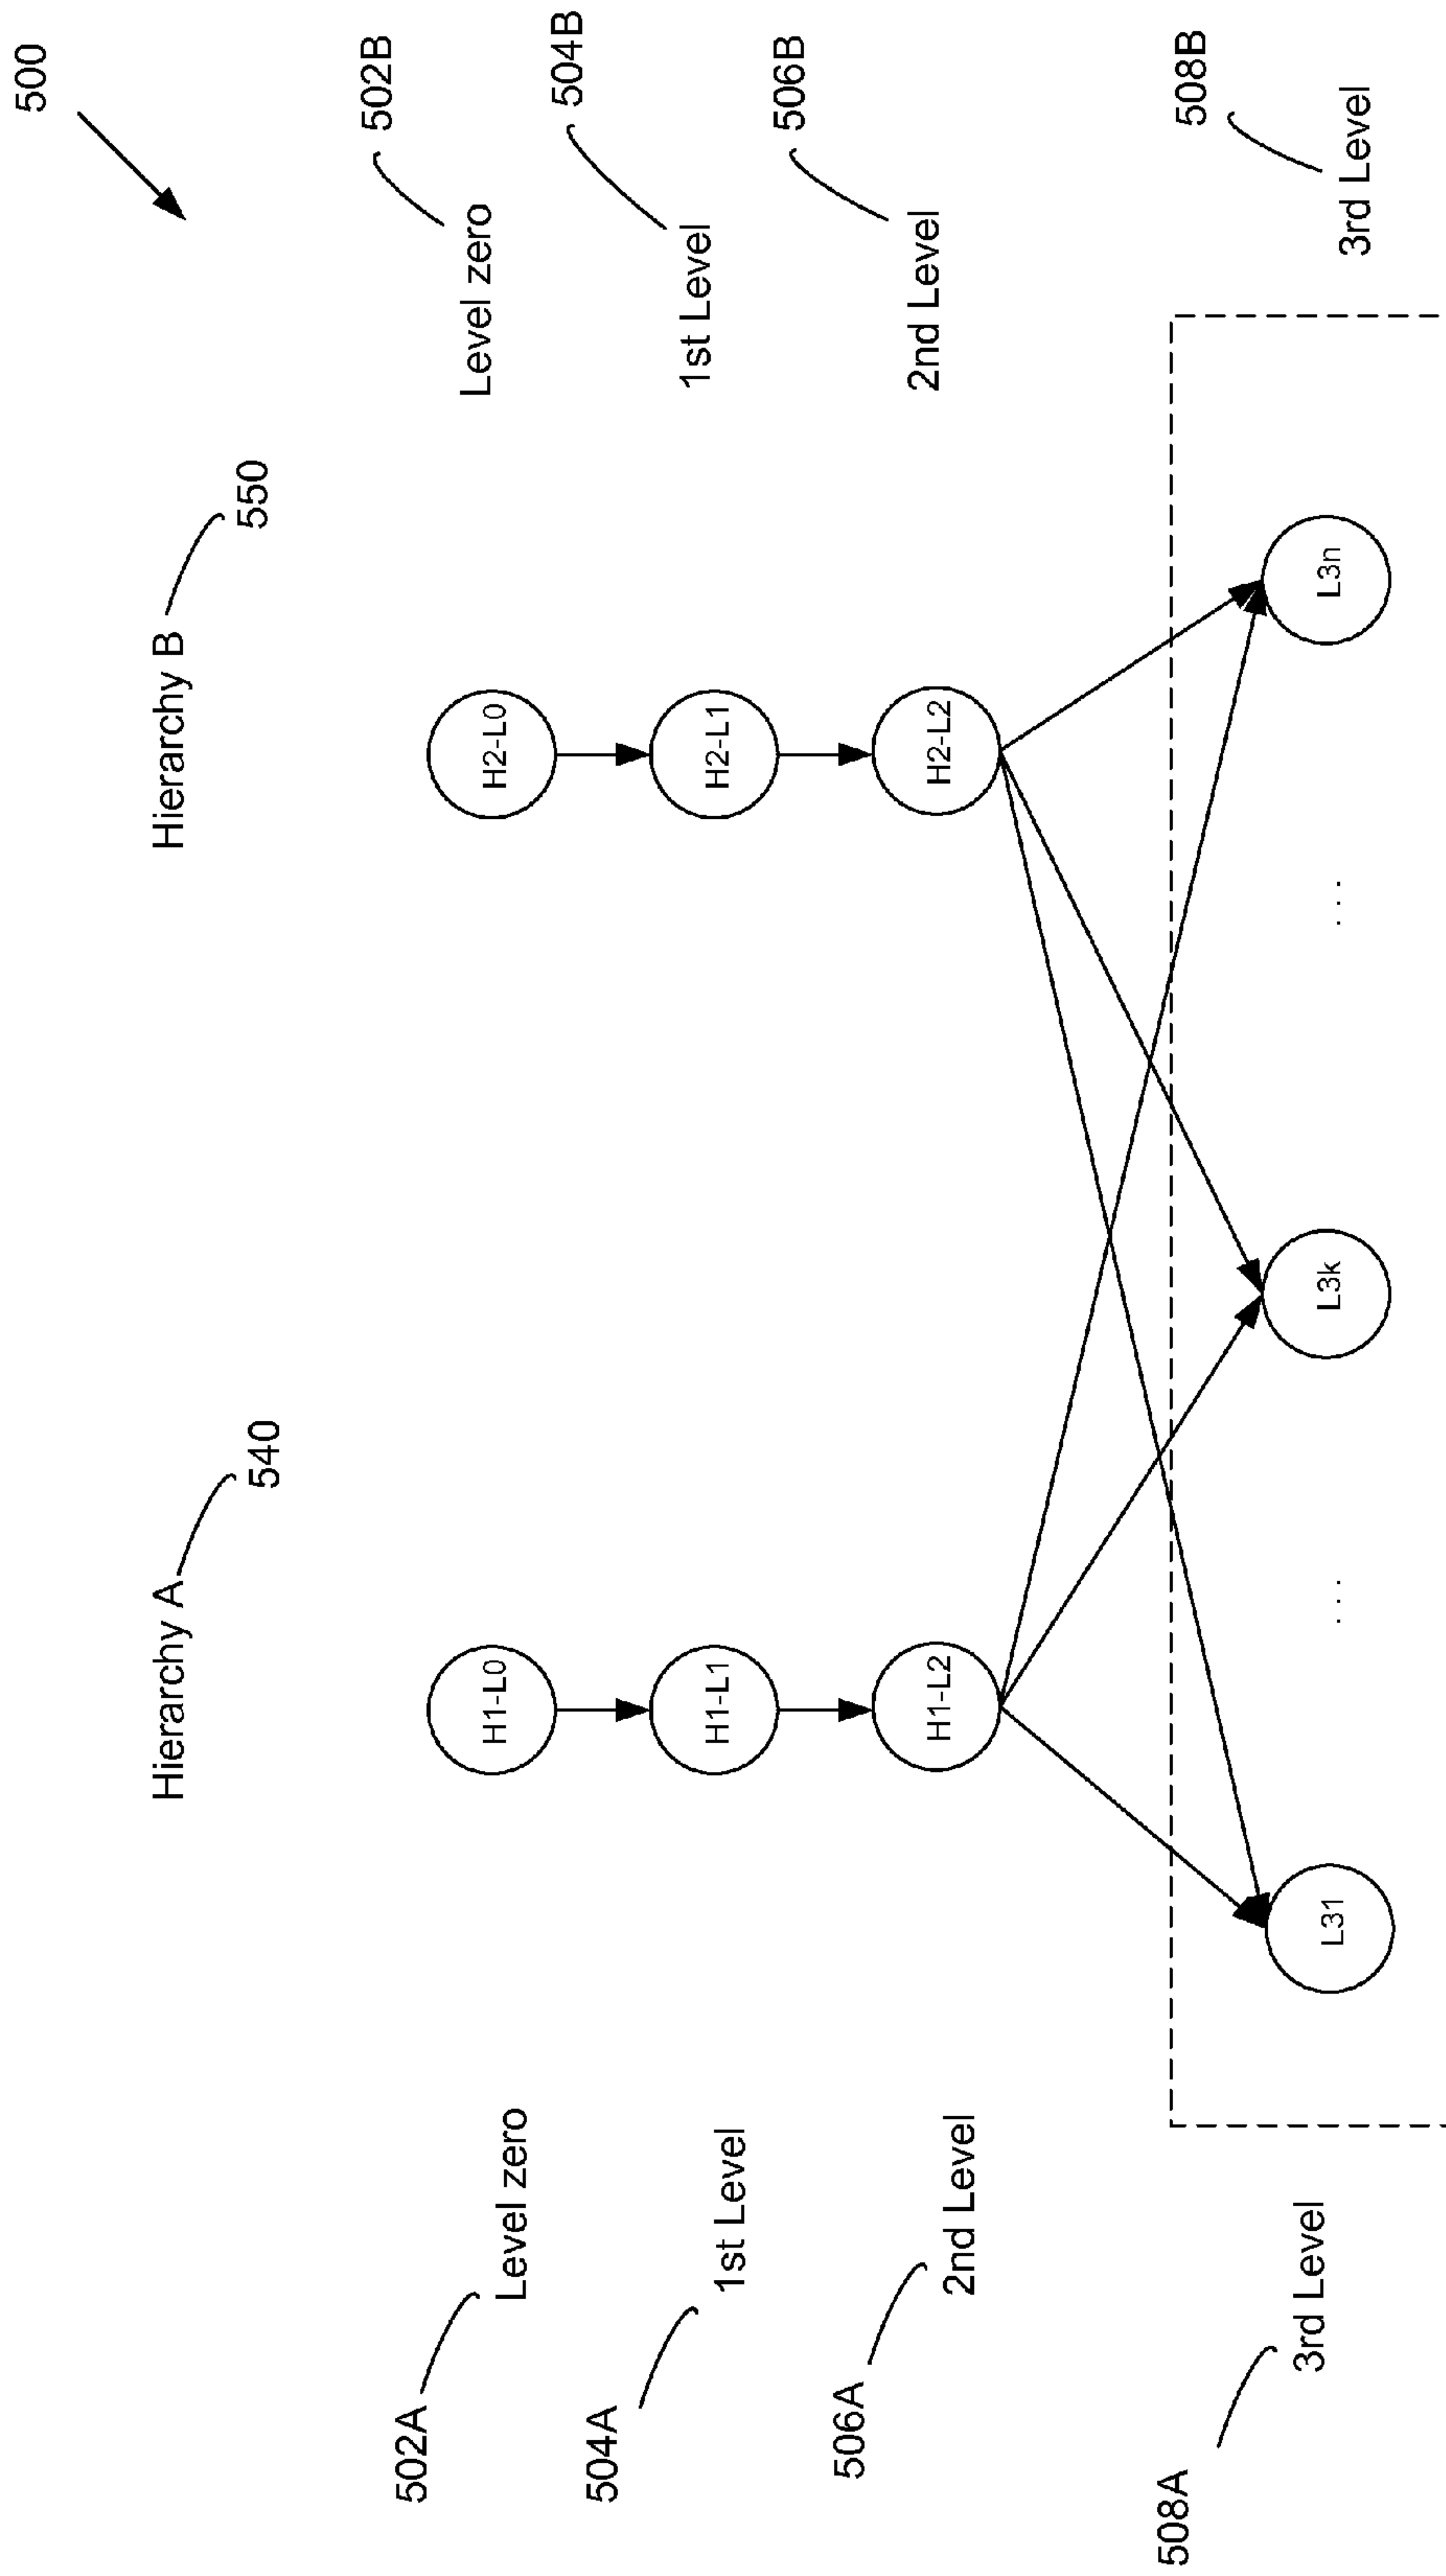 500
Hierarchy A
540
Hierarchy B
550
502A
Level zero
H1-L0
H2-L0
Level zero
502B
504A
1st Level
H1-L1
H2-L1
1st Level
504B
506A
2nd Level
H1-L2
H2-L2
2nd Level
506B
508A
3rd Level
L31
. . .
L3k
. . .
L3n
3rd Level
508B